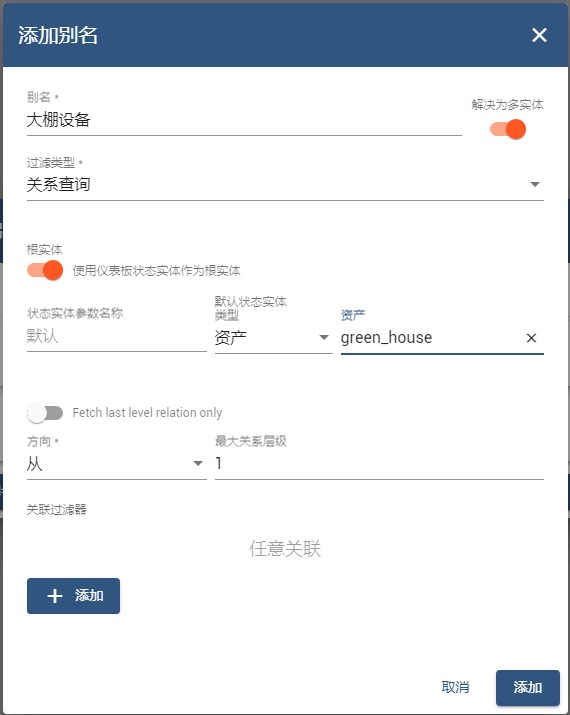 添加别名
别名 *
解决为多实体
大棚设备
过滤类型 *
关系查询
根实体
使用仪表板状态实体作为根实体
状态实体参数名称
默认状态实体
类型
资产
默认
资产
green_house
Fetch last level relation only
方向 *
最大关系层级
从
1
关联过滤器
任意关联
添加
取消
添加